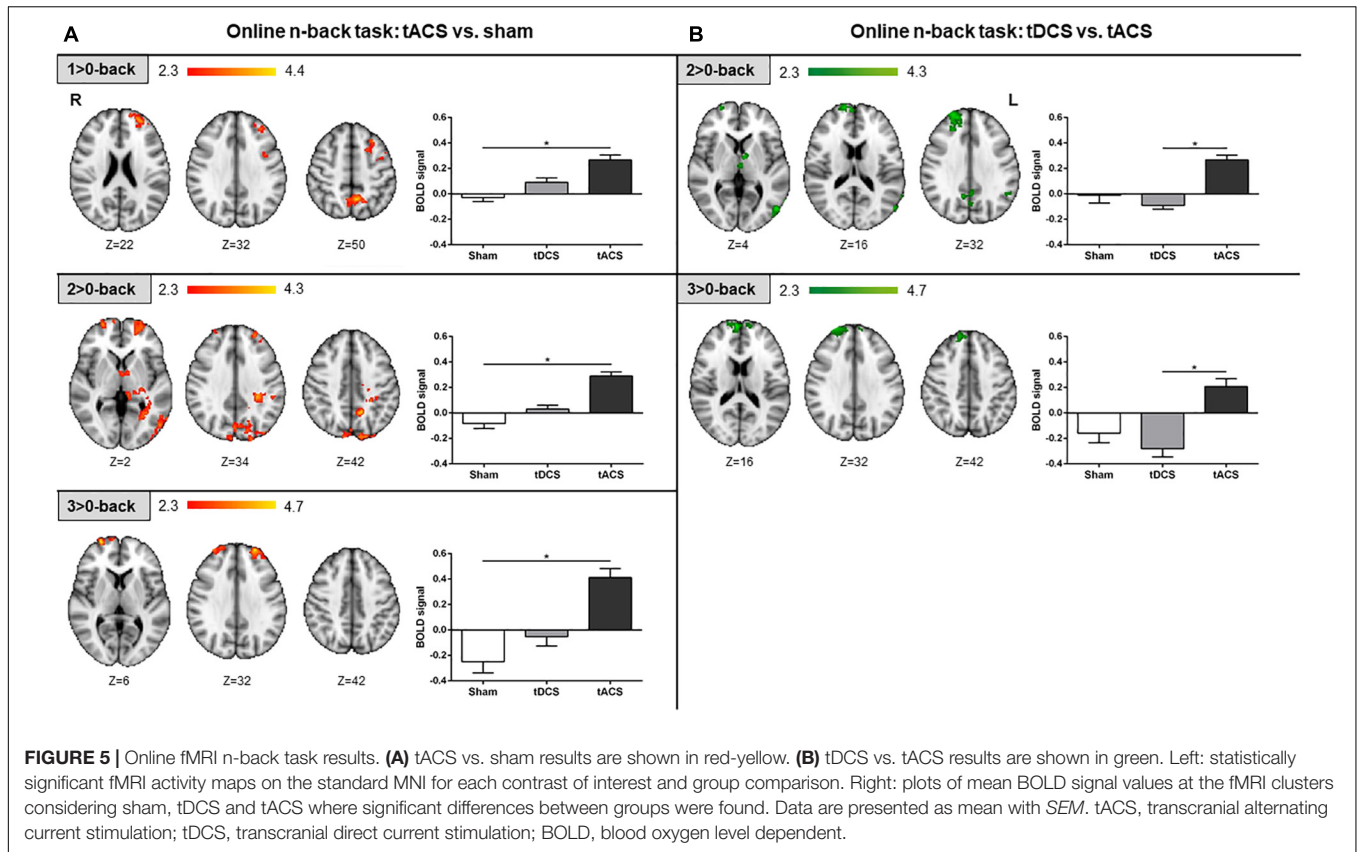 A Online n-back task: tACS vs. sham
1>0-back 2.3 4.4
R
0.6
0.4
0.2
0.0
-0.2
-0.4
BOLD signal
*
Sham tDCS tACS
Z=22 Z=32 Z=50
2>0-back 2.3 4.3
0.6
0.4
0.2
0.0
-0.2
-0.4
BOLD signal
*
Sham tDCS tACS
Z=2 Z=34 Z=42
3>0-back 2.3 4.7
0.6
0.4
0.2
0.0
-0.2
-0.4
BOLD signal
*
Sham tDCS tACS
Z=6 Z=32 Z=42
B Online n-back task: tDCS vs. tACS
2>0-back 2.3 4.3
L
0.6
0.4
0.2
0.0
-0.2
-0.4
BOLD signal
*
Sham tDCS tACS
Z=4 Z=16 Z=32
3>0-back 2.3 4.7
0.6
0.4
0.2
0.0
-0.2
-0.4
BOLD signal
*
Sham tDCS tACS
Z=16 Z=32 Z=42
FIGURE 5 | Online fMRI n-back task results. (A) tACS vs. sham results are shown in red-yellow. (B) tDCS vs. tACS results are shown in green. Left: statistically
significant fMRI activity maps on the standard MNI for each contrast of interest and group comparison. Right: plots of mean BOLD signal values at the fMRI clusters
considering sham, tDCS and tACS where significant differences between groups were found. Data are presented as mean with SEM. tACS, transcranial alternating
current stimulation; tDCS, transcranial direct current stimulation; BOLD, blood oxygen level dependent.